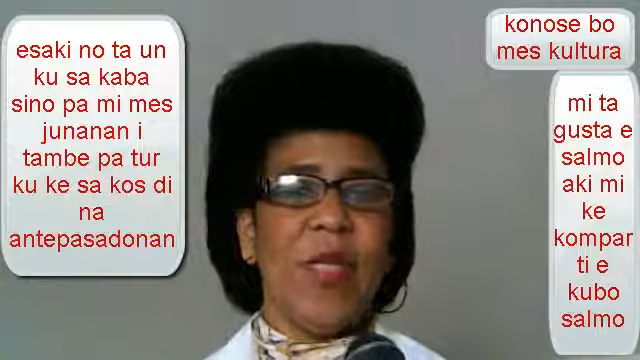 esaki no ta un
ku sa kaba
sino pa mi mes
junanan i
tambe pa tur
ku ke sa kos di
na
antepasadonan
konose bo
mes kultura
mi ta
gusta e
salmo
aki mi
ke
kompar
ti e
kubo
salmo